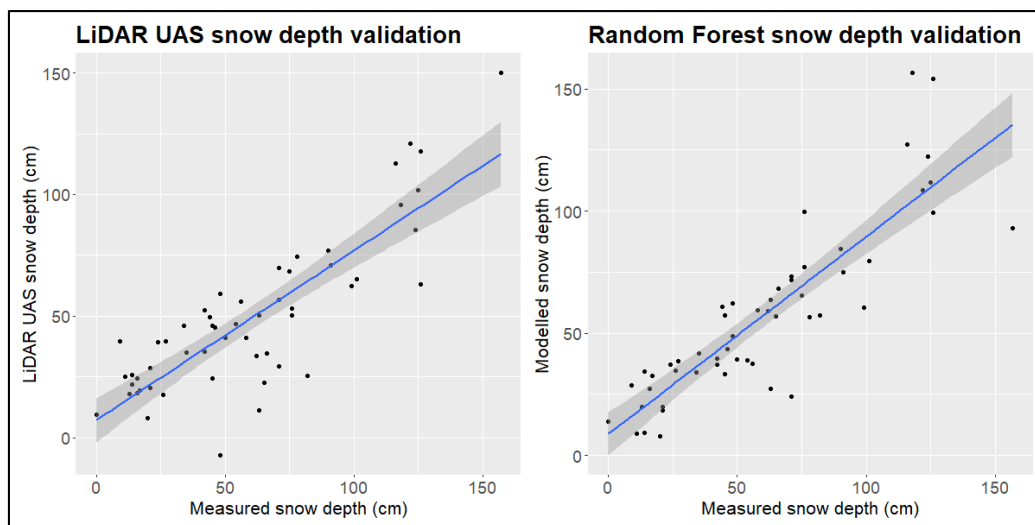 LiDAR UAS snow depth validation
LiDAR UAS snow depth (cm)
150
100
50
0
0 50 100 150
Measured snow depth (cm)
Random Forest snow depth validation
Modelled snow depth (cm)
150
100
50
0
0 50 100 150
Measured snow depth (cm)